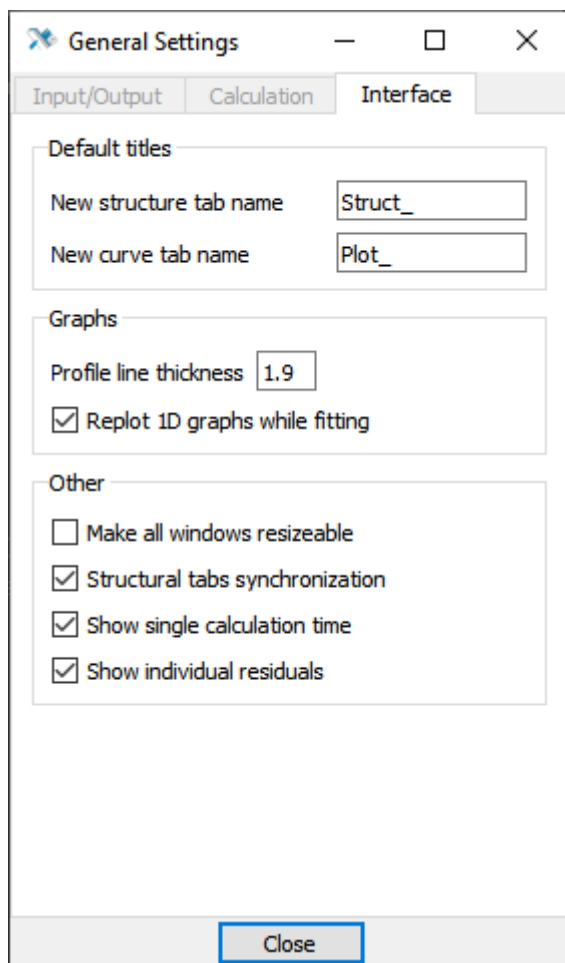 General Settings
Input/Output Calculation Interface
Default titles
New structure tab name Struct_
New curve tab name Plot_
Graphs
Profile line thickness 1.9
Replot 1D graphs while fitting
Other
Make all windows resizeable
Structural tabs synchronization
Show single calculation time
Show individual residuals
Close